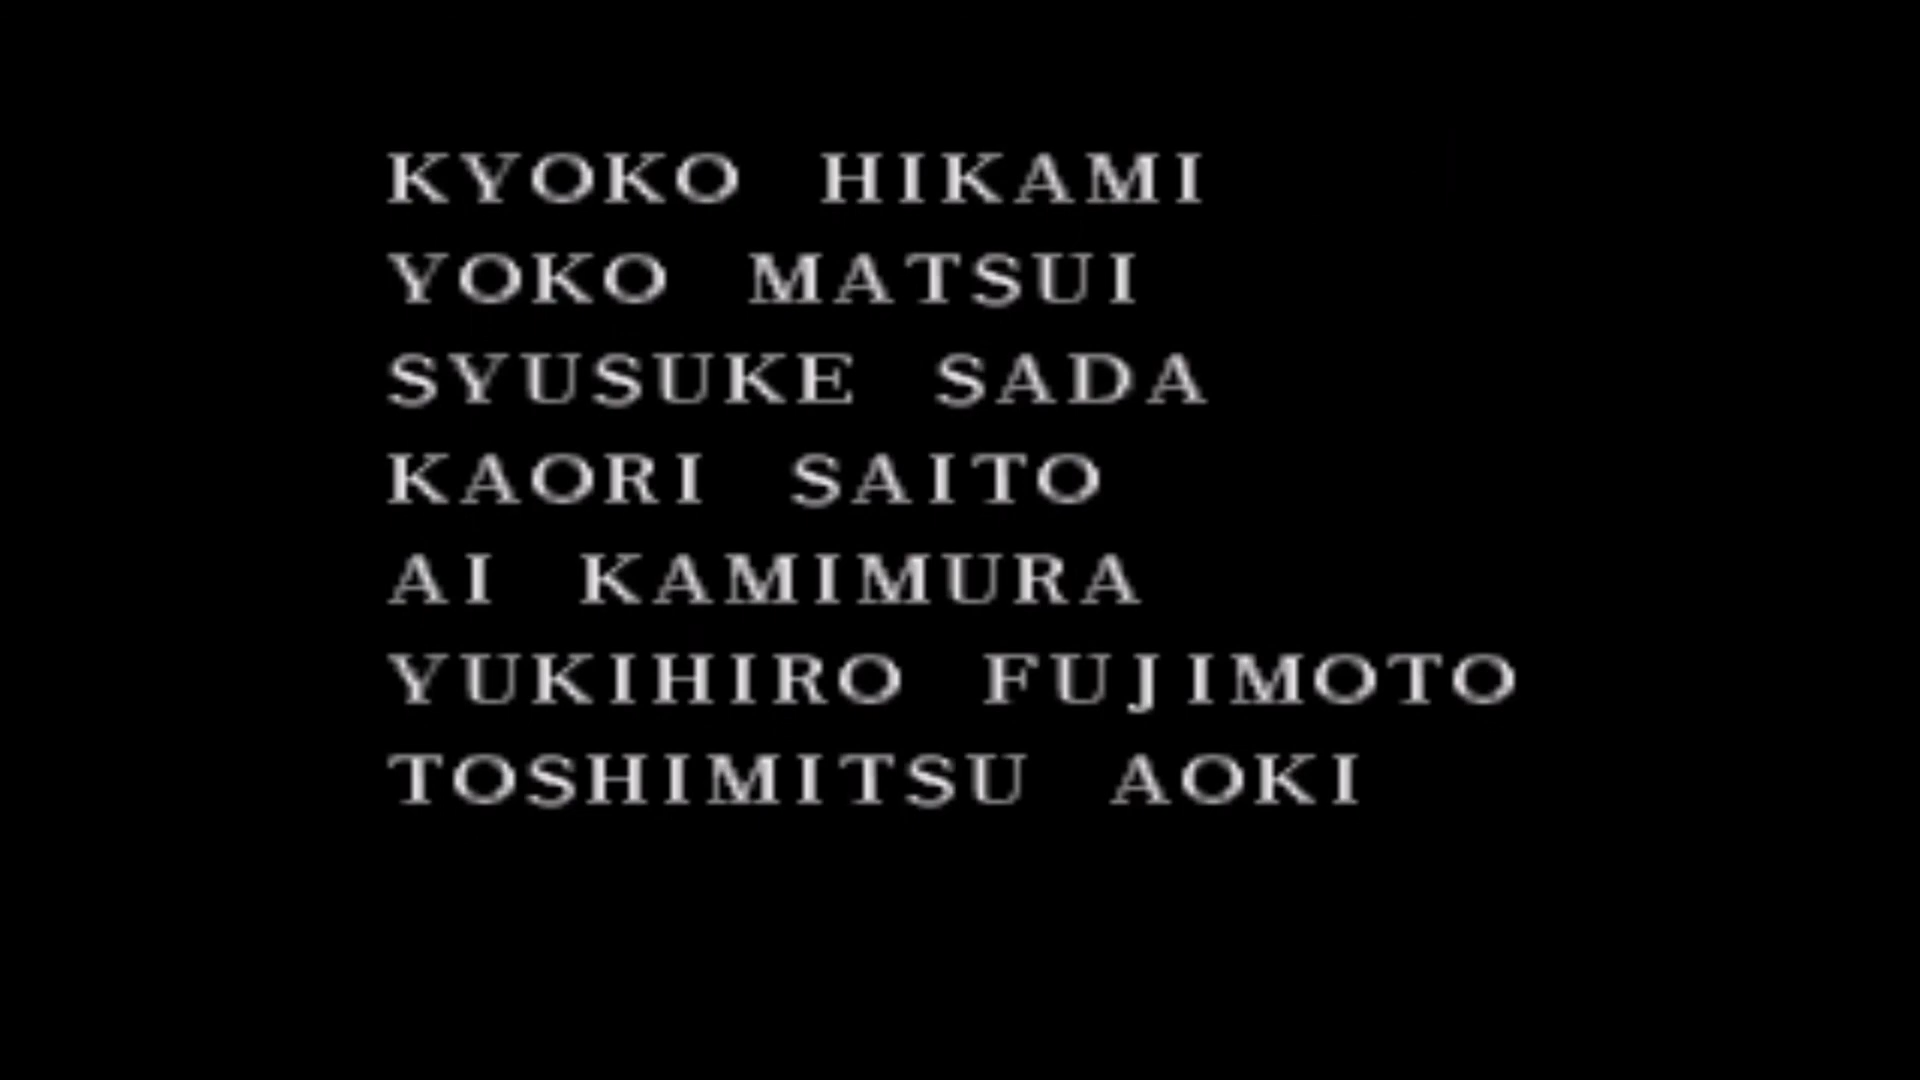 KYOKO HIKAMI
YOKO MATSUI
SYUSUKE SADA
KAORI SAITO
AI KAMIMURA
YUKIHIRO FUJIMOTO
TOSHIMITSU AOKI